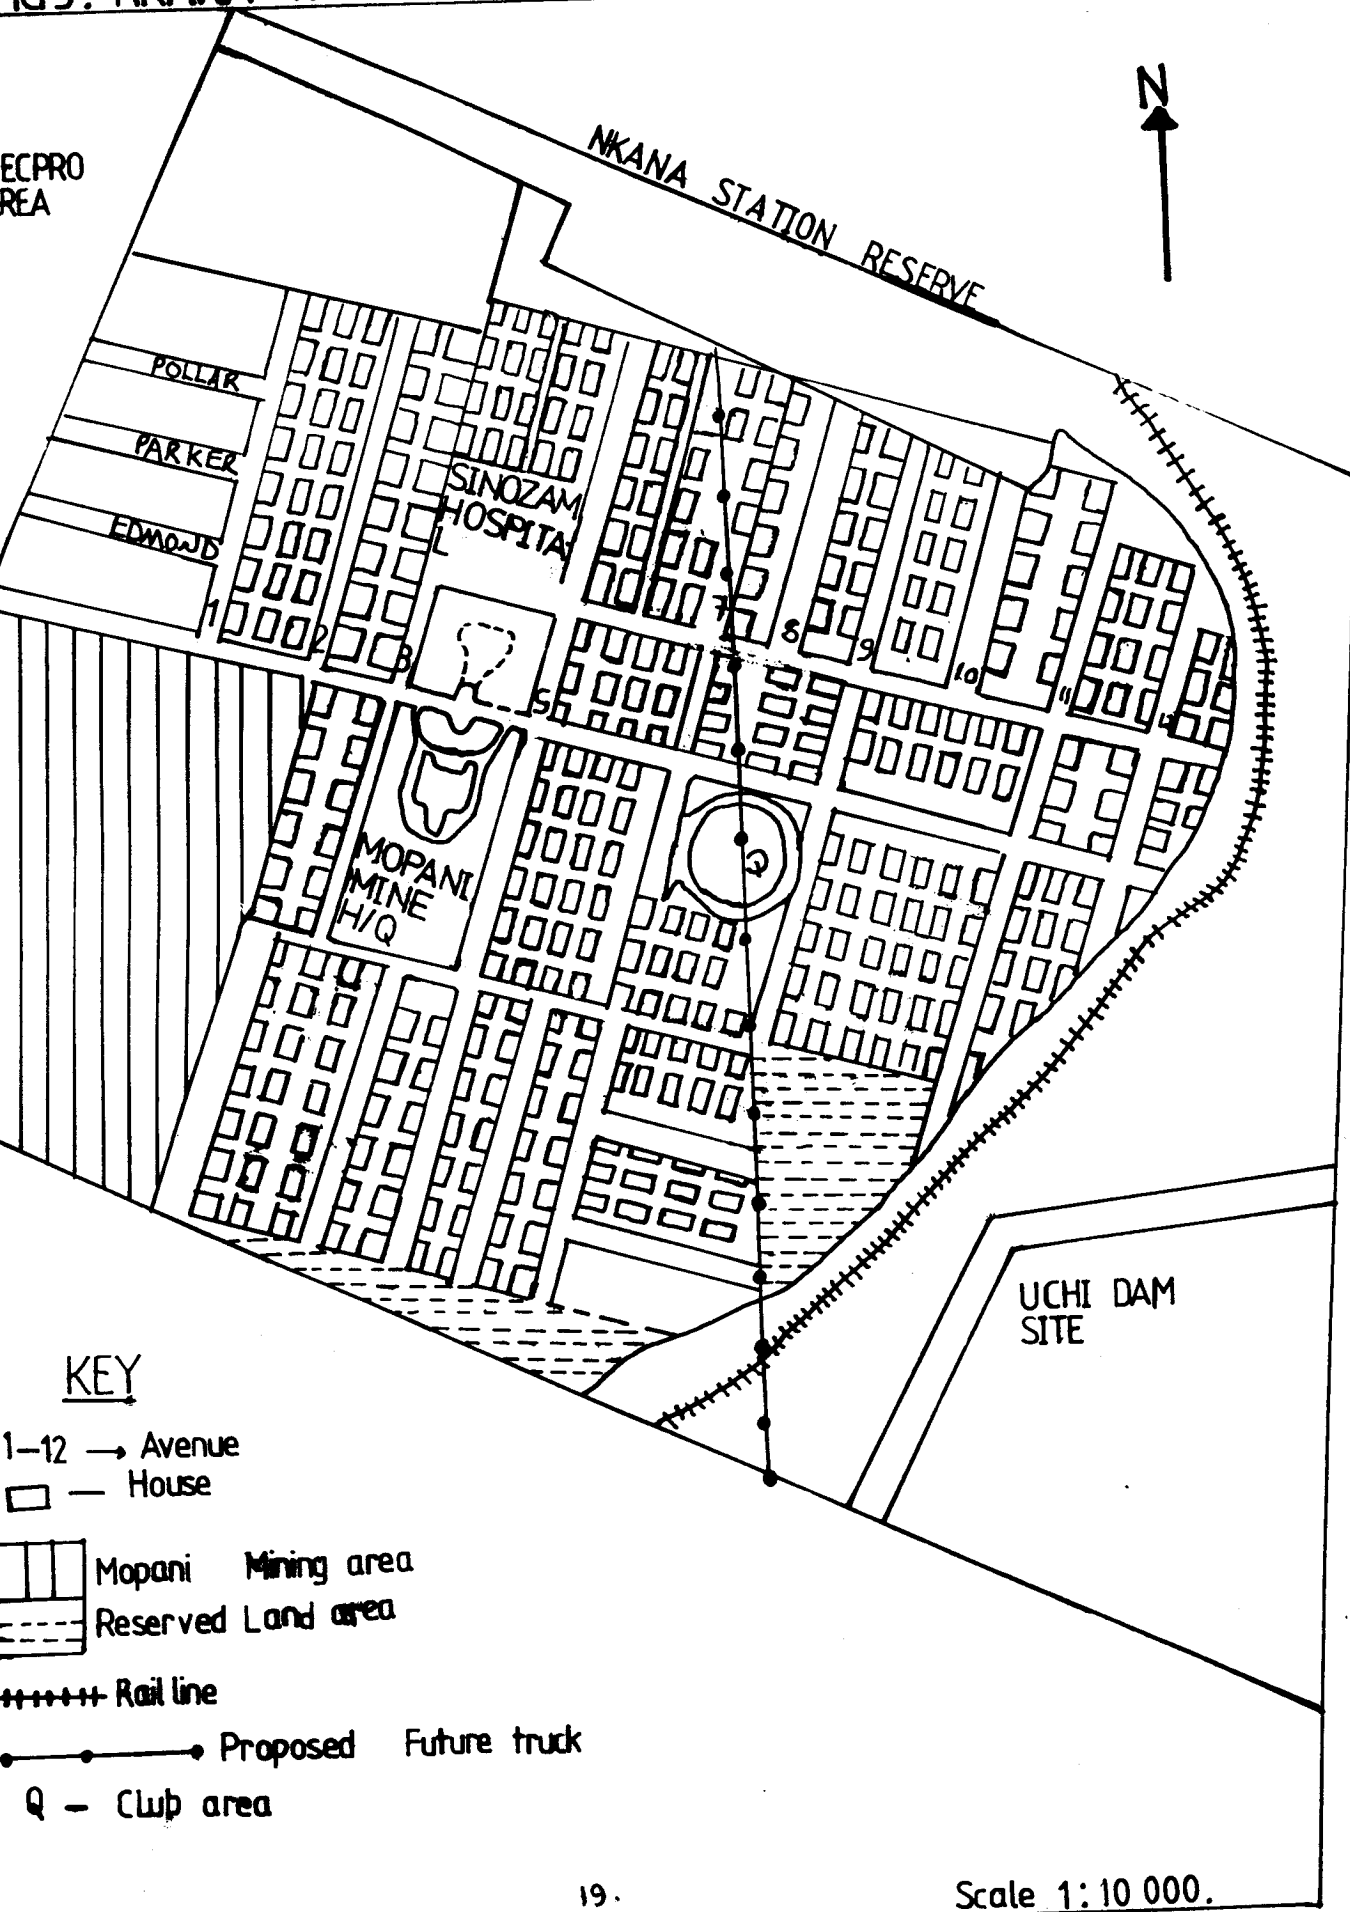 N
ECPRO
REA
NKANA STATION RESERVE
POLLAR
PARKER
EDMOND
SINOZAM
HOSPITA
L
1
2
3
5
7
8
9
10
11
12
Q
MOPANI
MINE
H/Q
UCHI DAM
SITE
KEY
1-12 → Avenue
— House
Mopani Mining area
Reserved Land area
Rail line
Proposed Future truck
Q - Club area
19.
Scale 1:10 000.